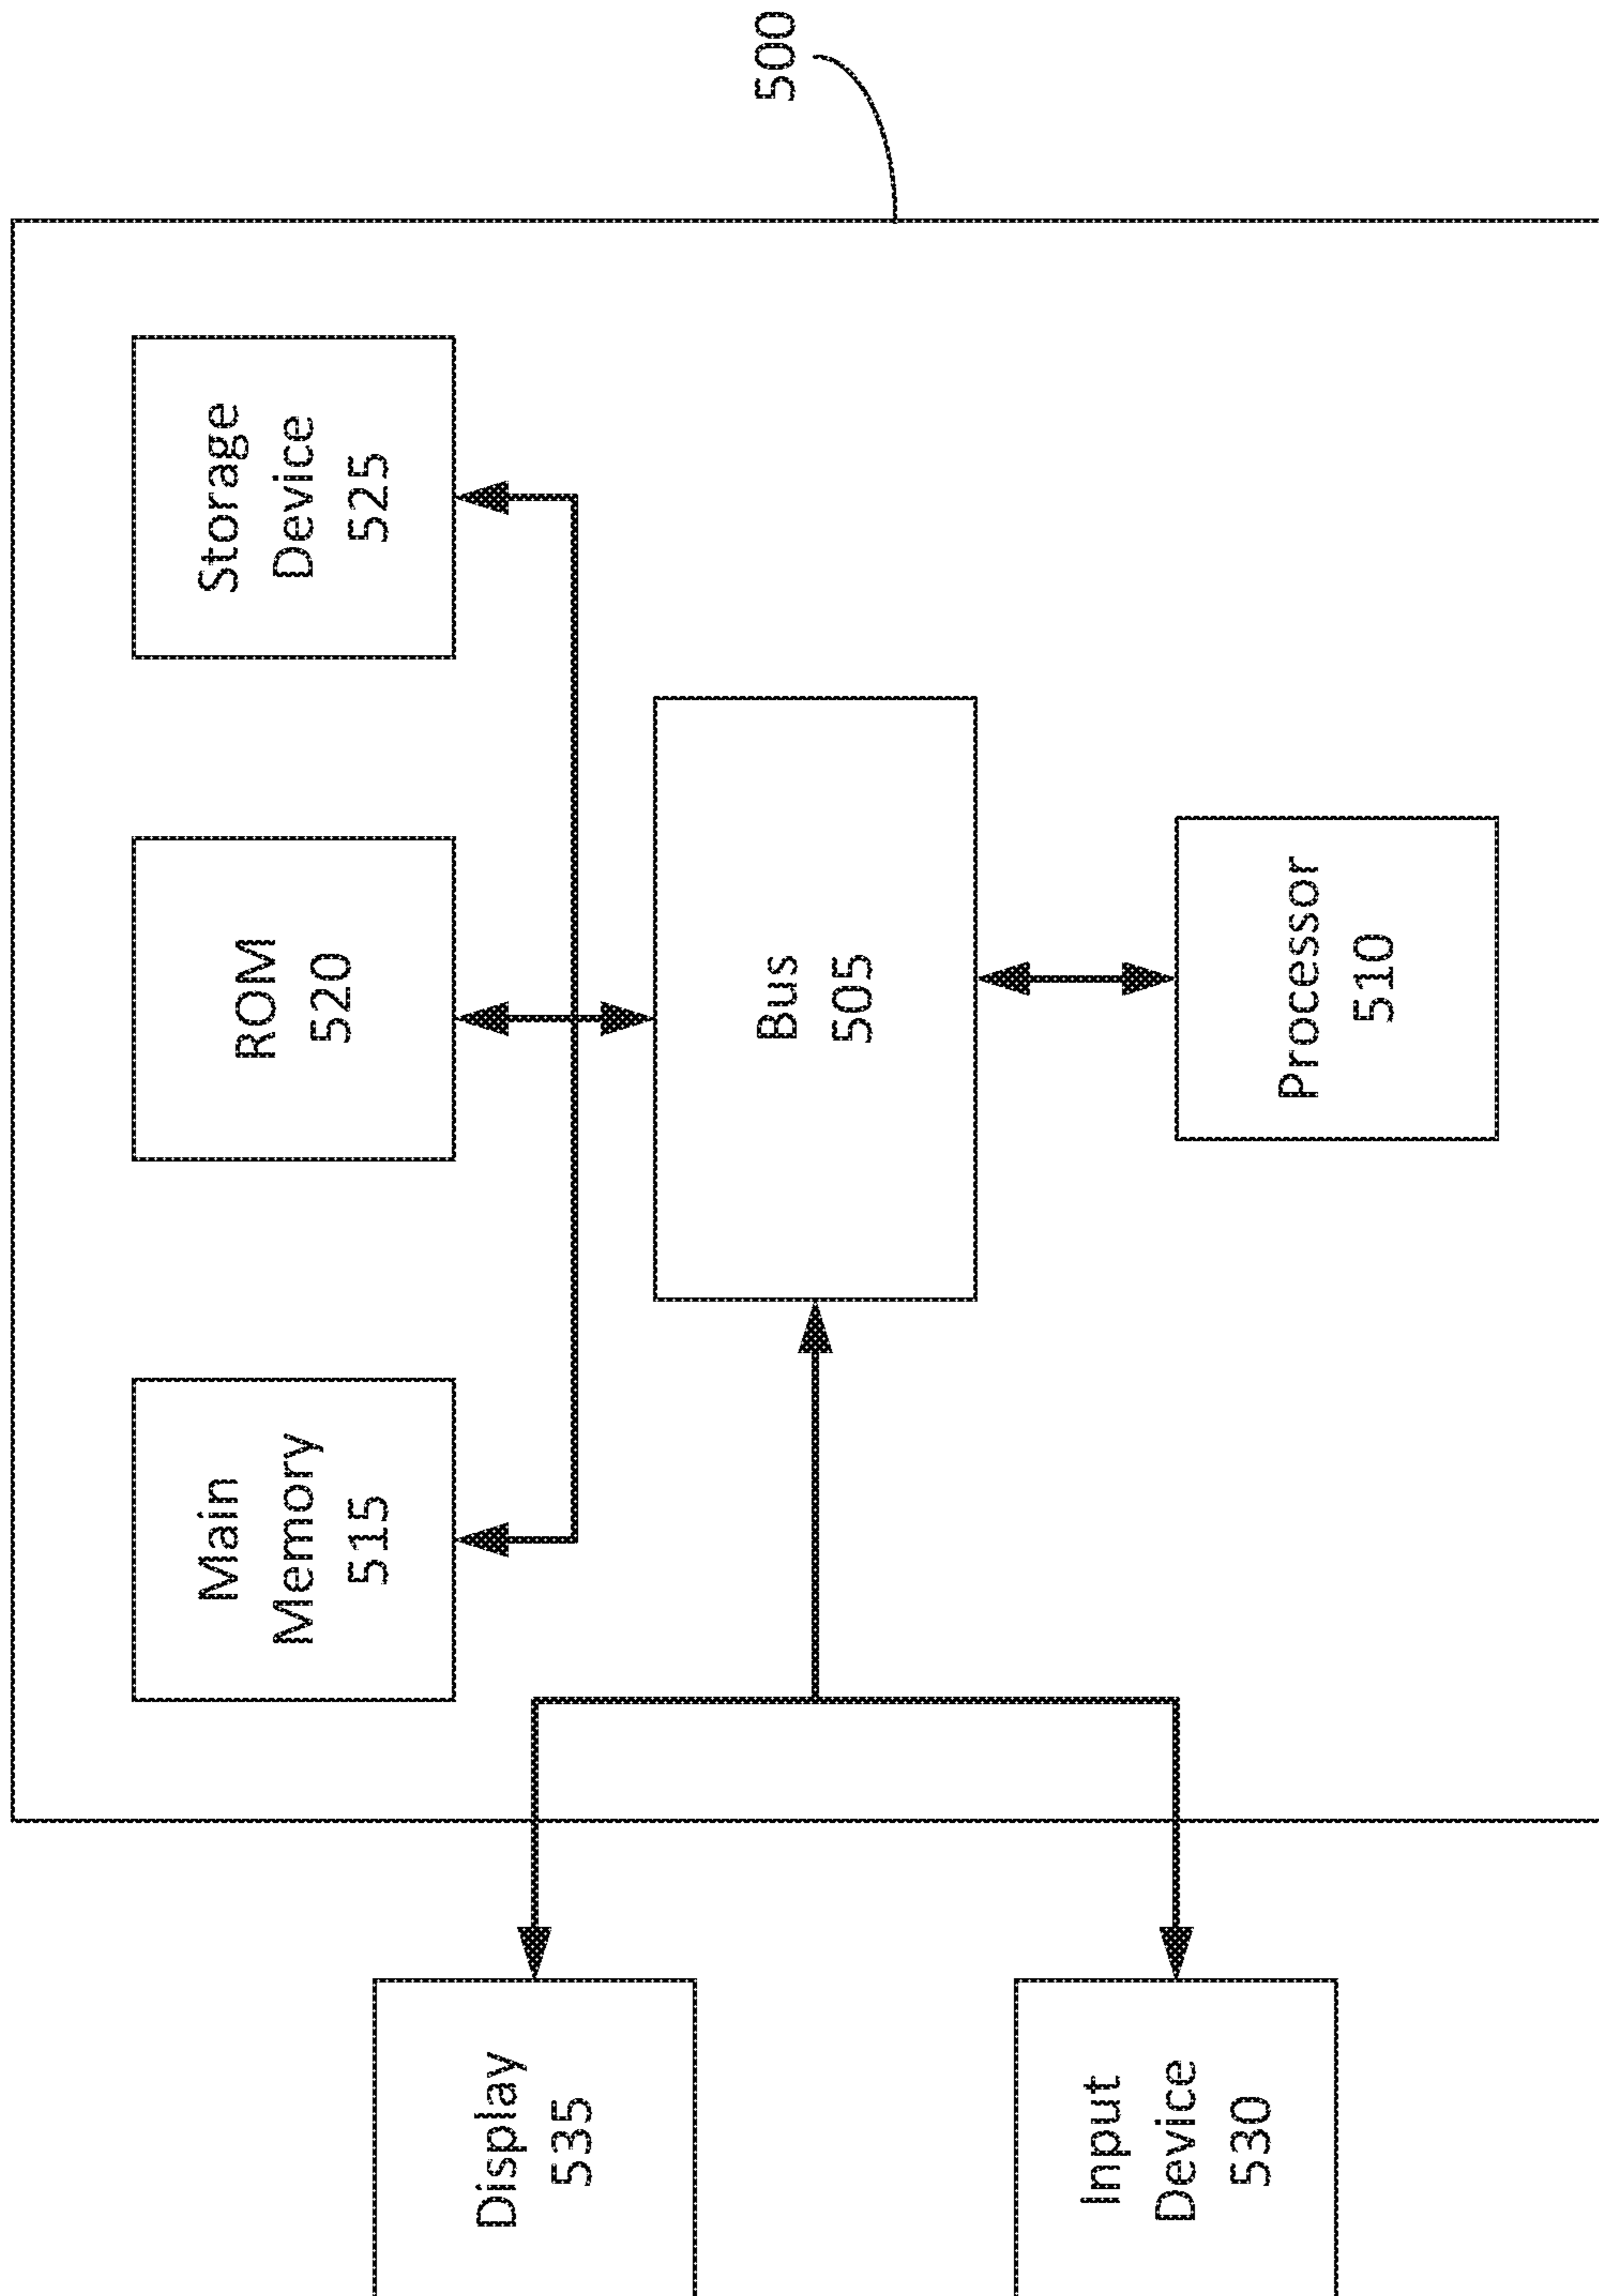 500
Main
Memory
515
ROM
520
Storage
Device
525
Display
535
Bus
505
Input
Device
530
Processor
510